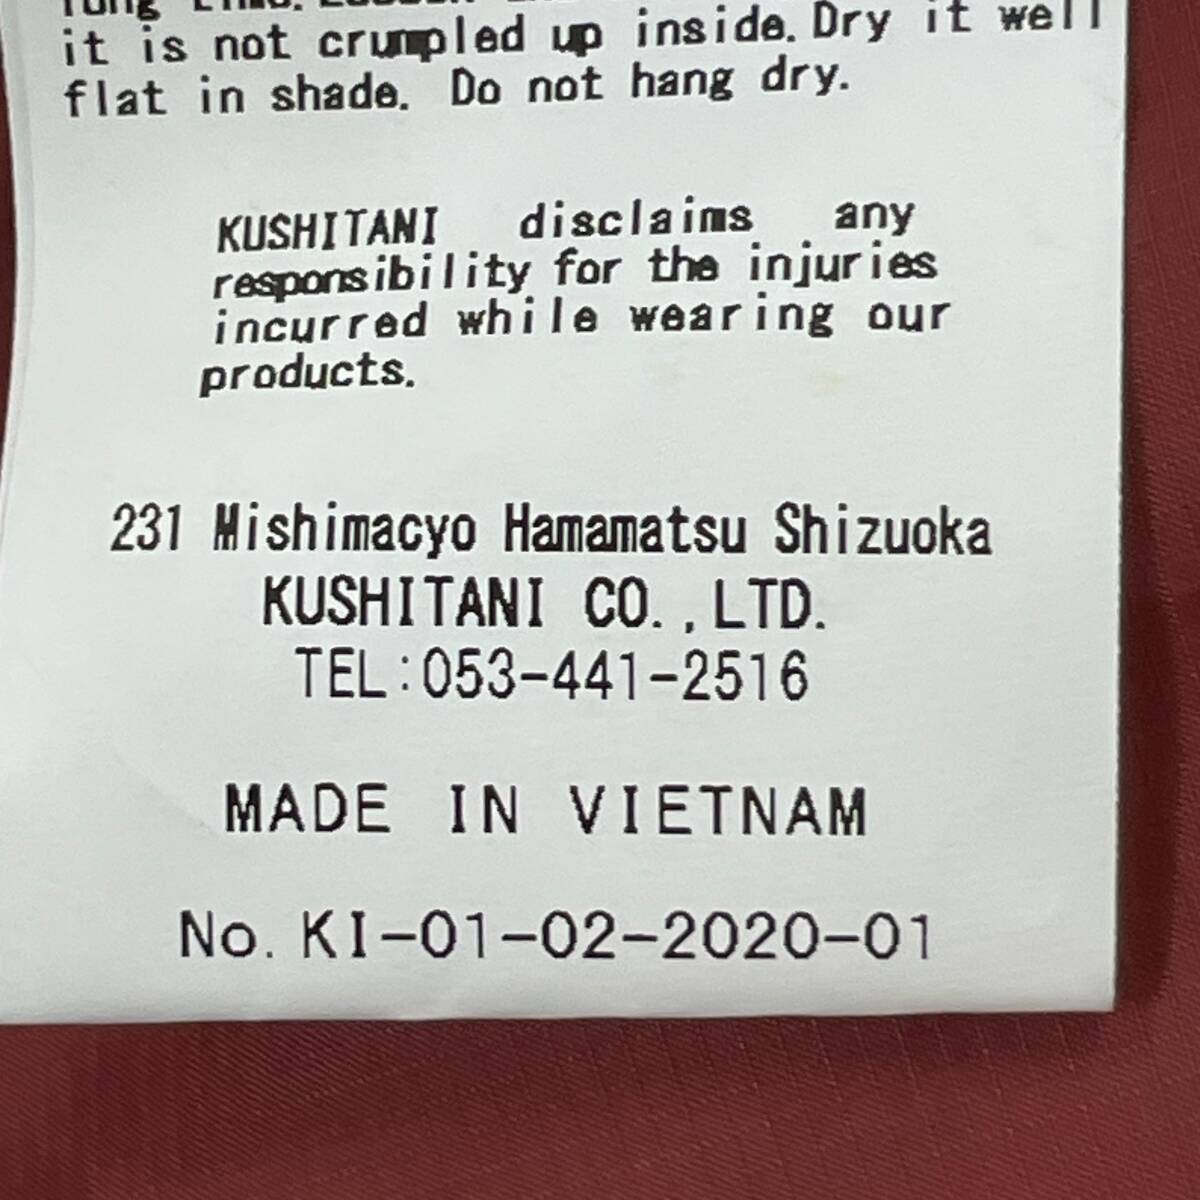 it is not crumpled up inside. Dry it well
flat in shade. Do not hang dry.
KUSHITANI disclaims any
responsibility for the injuries
incurred while wearing our
products.
231 Mishimacyo Hamamatsu Shizuoka
KUSHITANI CO.,LTD.
TEL:053-441-2516
MADE IN VIETNAM
No. KI-01-02-2020-01